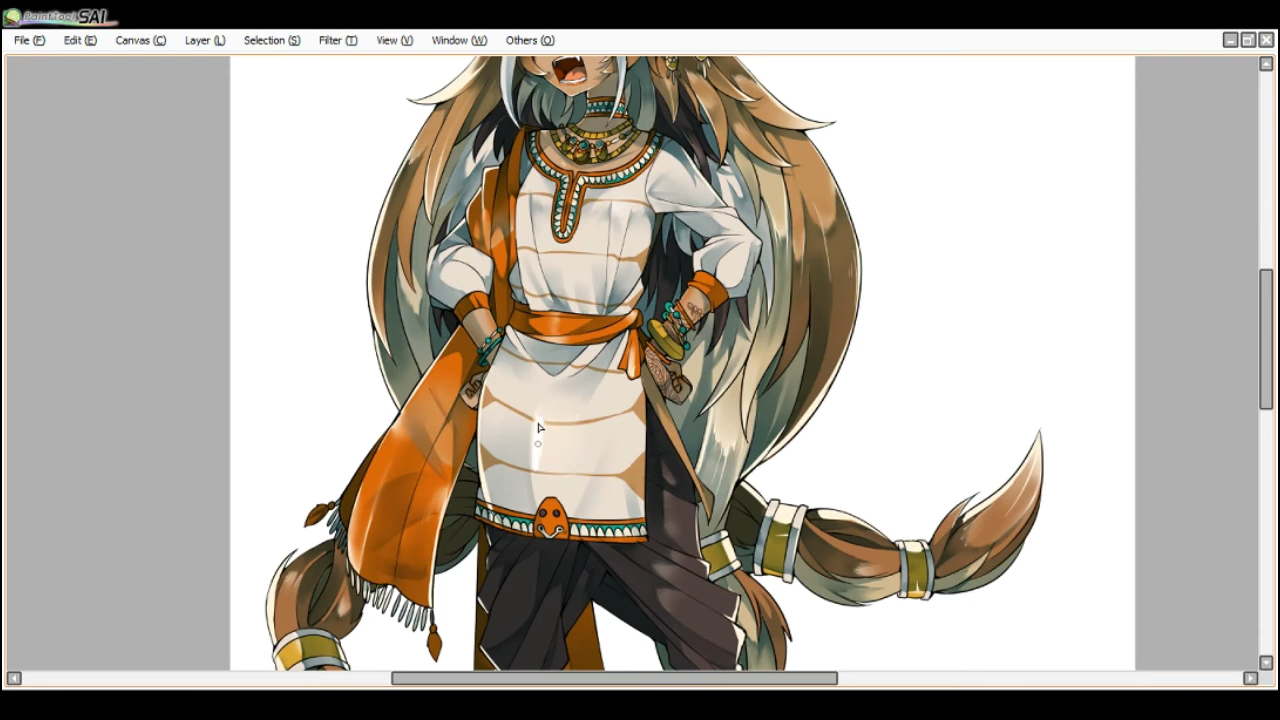 PaintTool SAI
File (F) Edit (E) Canvas (C) Layer (L) Selection (S) Filter (T) View (V) Window (W) Others (O)